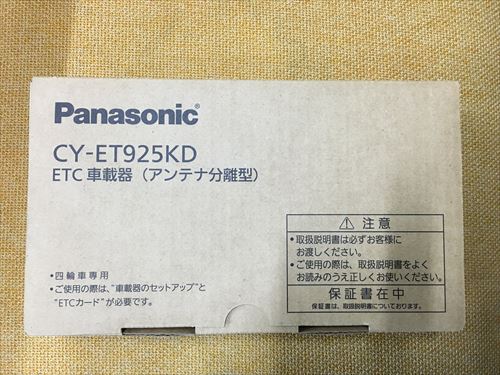 Panasonic®
CY-ET925KD
ETC 車載器（アンテナ分離型）
・四輪車専用
・ご使用の際は、"車載器のセットアップ"と
"ETCカード"が必要です。
⚠ 注意
・取扱説明書は必ずお客様に
お渡しください。
・ご使用の際は、取扱説明書をよく
お読みのうえ正しくお使いください。
保証書在中
保証書は、取扱説明書についております。